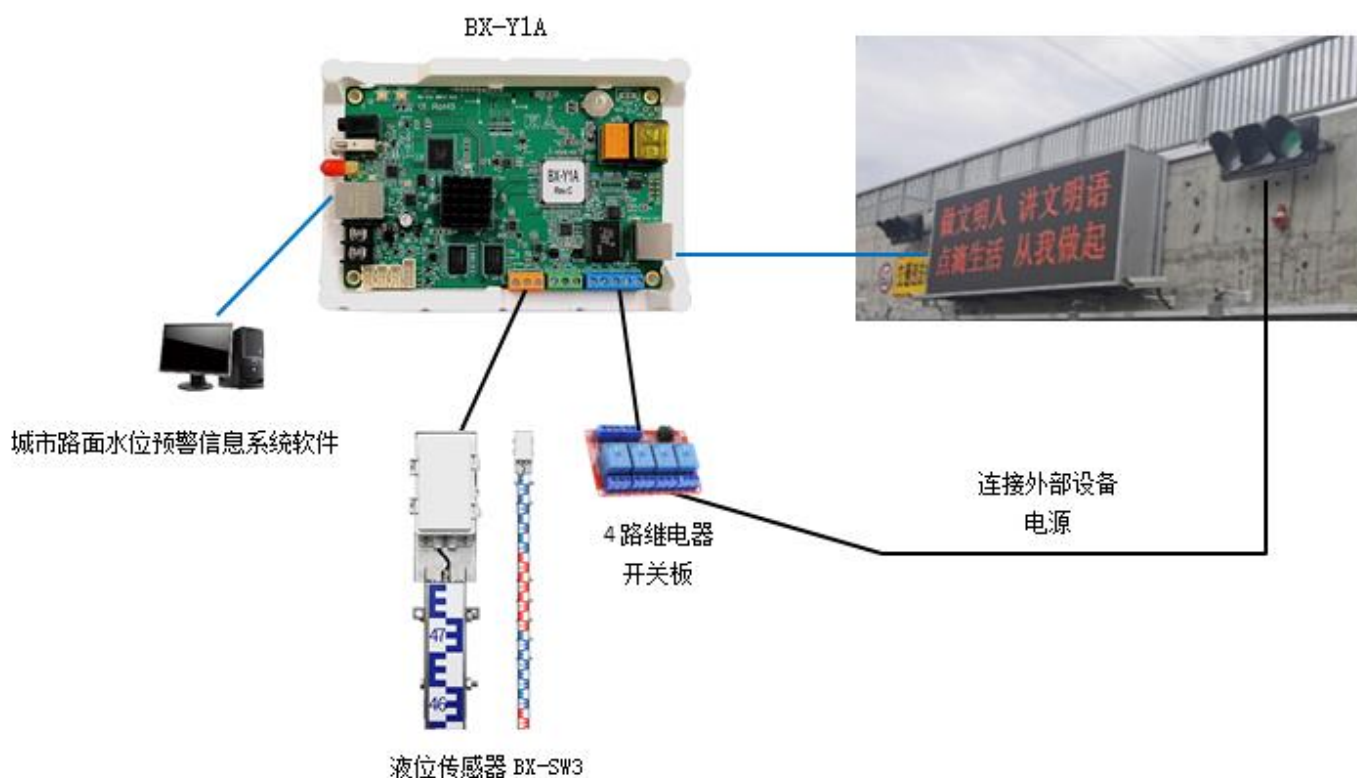 BX-Y1A
BX-Y1A
Rev.C
做文明人 讲文明语
点滴生活 从我做起
城市路面水位预警信息系统软件
4路继电器
开关板
连接外部设备
电源
47
46
液位传感器 BX-SW3